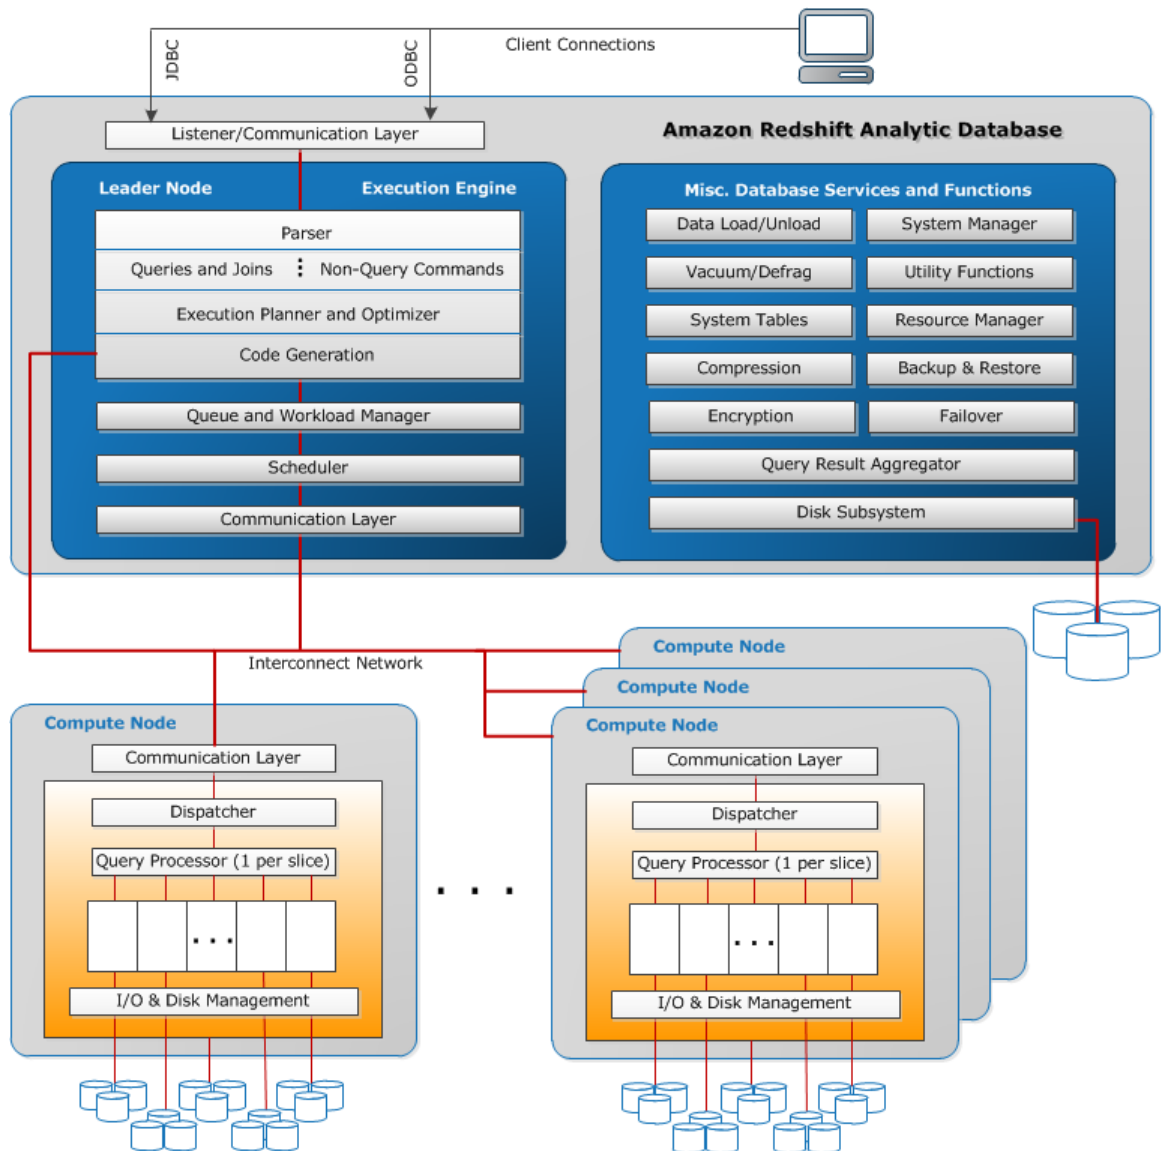 Client Connections
JDBC
ODBC
Listener/Communication Layer
Amazon Redshift Analytic Database
Leader Node
Execution Engine
Parser
Queries and Joins
Non-Query Commands
Execution Planner and Optimizer
Code Generation
Queue and Workload Manager
Scheduler
Communication Layer
Misc. Database Services and Functions
Data Load/Unload
System Manager
Vacuum/Defrag
Utility Functions
System Tables
Resource Manager
Compression
Backup & Restore
Encryption
Failover
Query Result Aggregator
Disk Subsystem
Interconnect Network
Compute Node
Communication Layer
Dispatcher
Query Processor (1 per slice)
. . .
I/O & Disk Management
. . .
Compute Node
Compute Node
Compute Node
Communication Layer
Dispatcher
Query Processor (1 per slice)
. . .
I/O & Disk Management